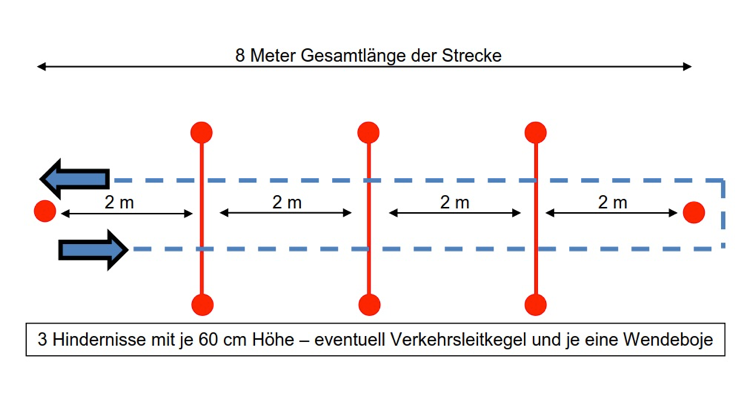 8 Meter Gesamtlänge der Strecke
2 m 2 m 2 m 2 m
3 Hindernisse mit je 60 cm Höhe – eventuell Verkehrsleitkegel und je eine Wendeboje